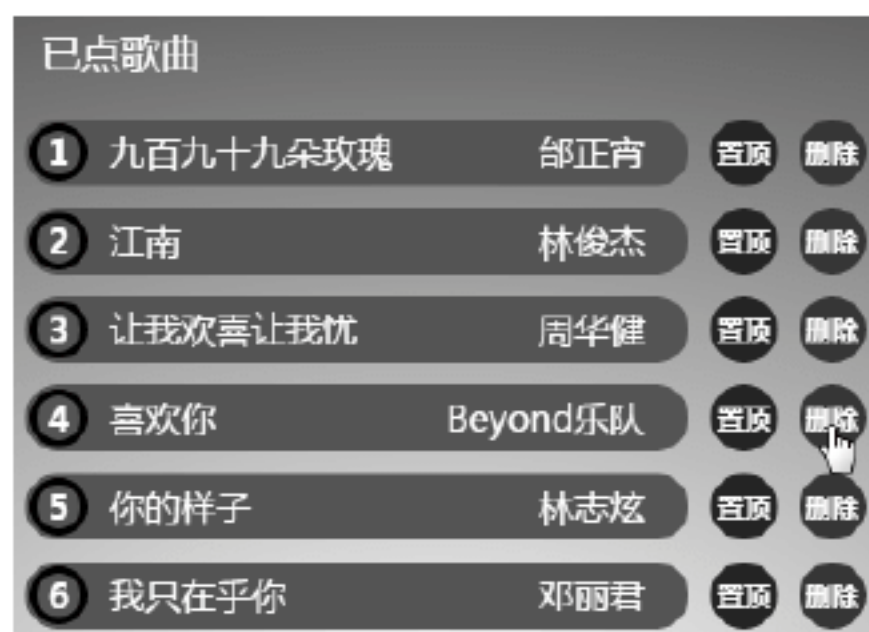 已点歌曲
1 九百九十九朵玫瑰 邰正宵 置顶 删除
2 江南 林俊杰 置顶 删除
3 让我欢喜让我忧 周华健 置顶 删除
4 喜欢你 Beyond乐队 置顶 删除
5 你的样子 林志炫 置顶 删除
6 我只在乎你 邓丽君 置顶 删除